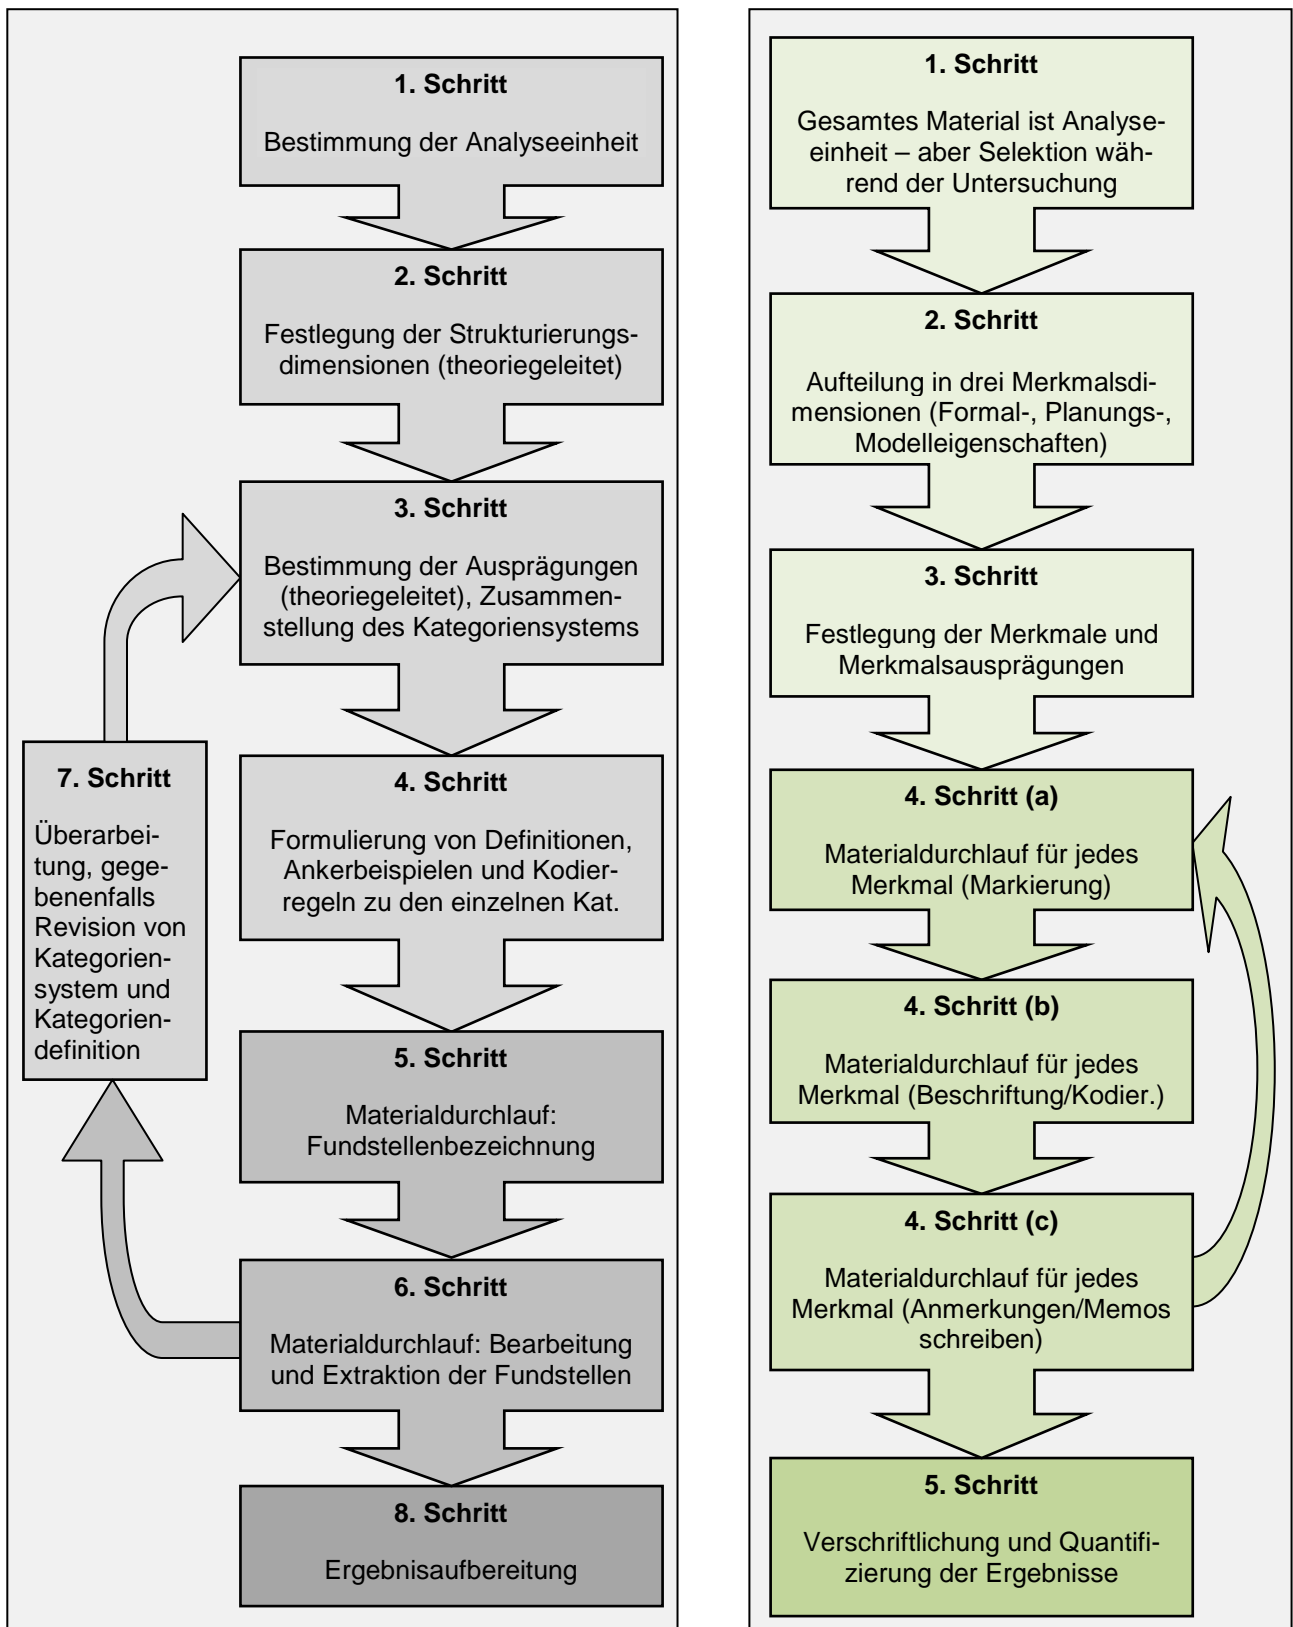 1. Schritt
Bestimmung der Analyseeinheit
2. Schritt
Festlegung der Strukturierungs-
dimensionen (theoriegeleitet)
3. Schritt
Bestimmung der Ausprägungen
(theoriegeleitet), Zusammen-
stellung des Kategoriensystems
7. Schritt
Überarbei-
tung, gege-
benenfalls
Revision von
Kategorien-
system und
Kategorien-
definition
4. Schritt
Formulierung von Definitionen,
Ankerbeispielen und Kodier-
regeln zu den einzelnen Kat.
5. Schritt
Materialdurchlauf:
Fundstellenbezeichnung
6. Schritt
Materialdurchlauf: Bearbeitung
und Extraktion der Fundstellen
8. Schritt
Ergebnisaufbereitung
1. Schritt
Gesamtes Material ist Analyse-
einheit – aber Selektion wäh-
rend der Untersuchung
2. Schritt
Aufteilung in drei Merkmalsdi-
mensionen (Formal-, Planungs-,
Modelleigenschaften)
3. Schritt
Festlegung der Merkmale und
Merkmalsausprägungen
4. Schritt (a)
Materialdurchlauf für jedes
Merkmal (Markierung)
4. Schritt (b)
Materialdurchlauf für jedes
Merkmal (Beschriftung/Kodier.)
4. Schritt (c)
Materialdurchlauf für jedes
Merkmal (Anmerkungen/Memos
schreiben)
5. Schritt
Verschriftlichung und Quantifi-
zierung der Ergebnisse